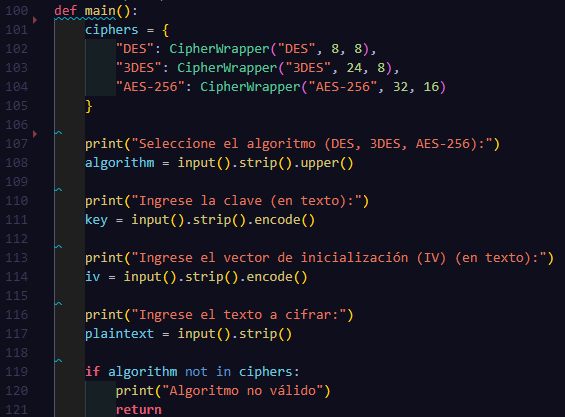 100 def main():
101     ciphers = {
102         "DES": CipherWrapper("DES", 8, 8),
103         "3DES": CipherWrapper("3DES", 24, 8),
104         "AES-256": CipherWrapper("AES-256", 32, 16)
105     }
106
107     print("Seleccione el algoritmo (DES, 3DES, AES-256):")
108     algorithm = input().strip().upper()
109
110     print("Ingrese la clave (en texto):")
111     key = input().strip().encode()
112
113     print("Ingrese el vector de inicialización (IV) (en texto):")
114     iv = input().strip().encode()
115
116     print("Ingrese el texto a cifrar:")
117     plaintext = input().strip()
118
119     if algorithm not in ciphers:
120         print("Algoritmo no válido")
121         return